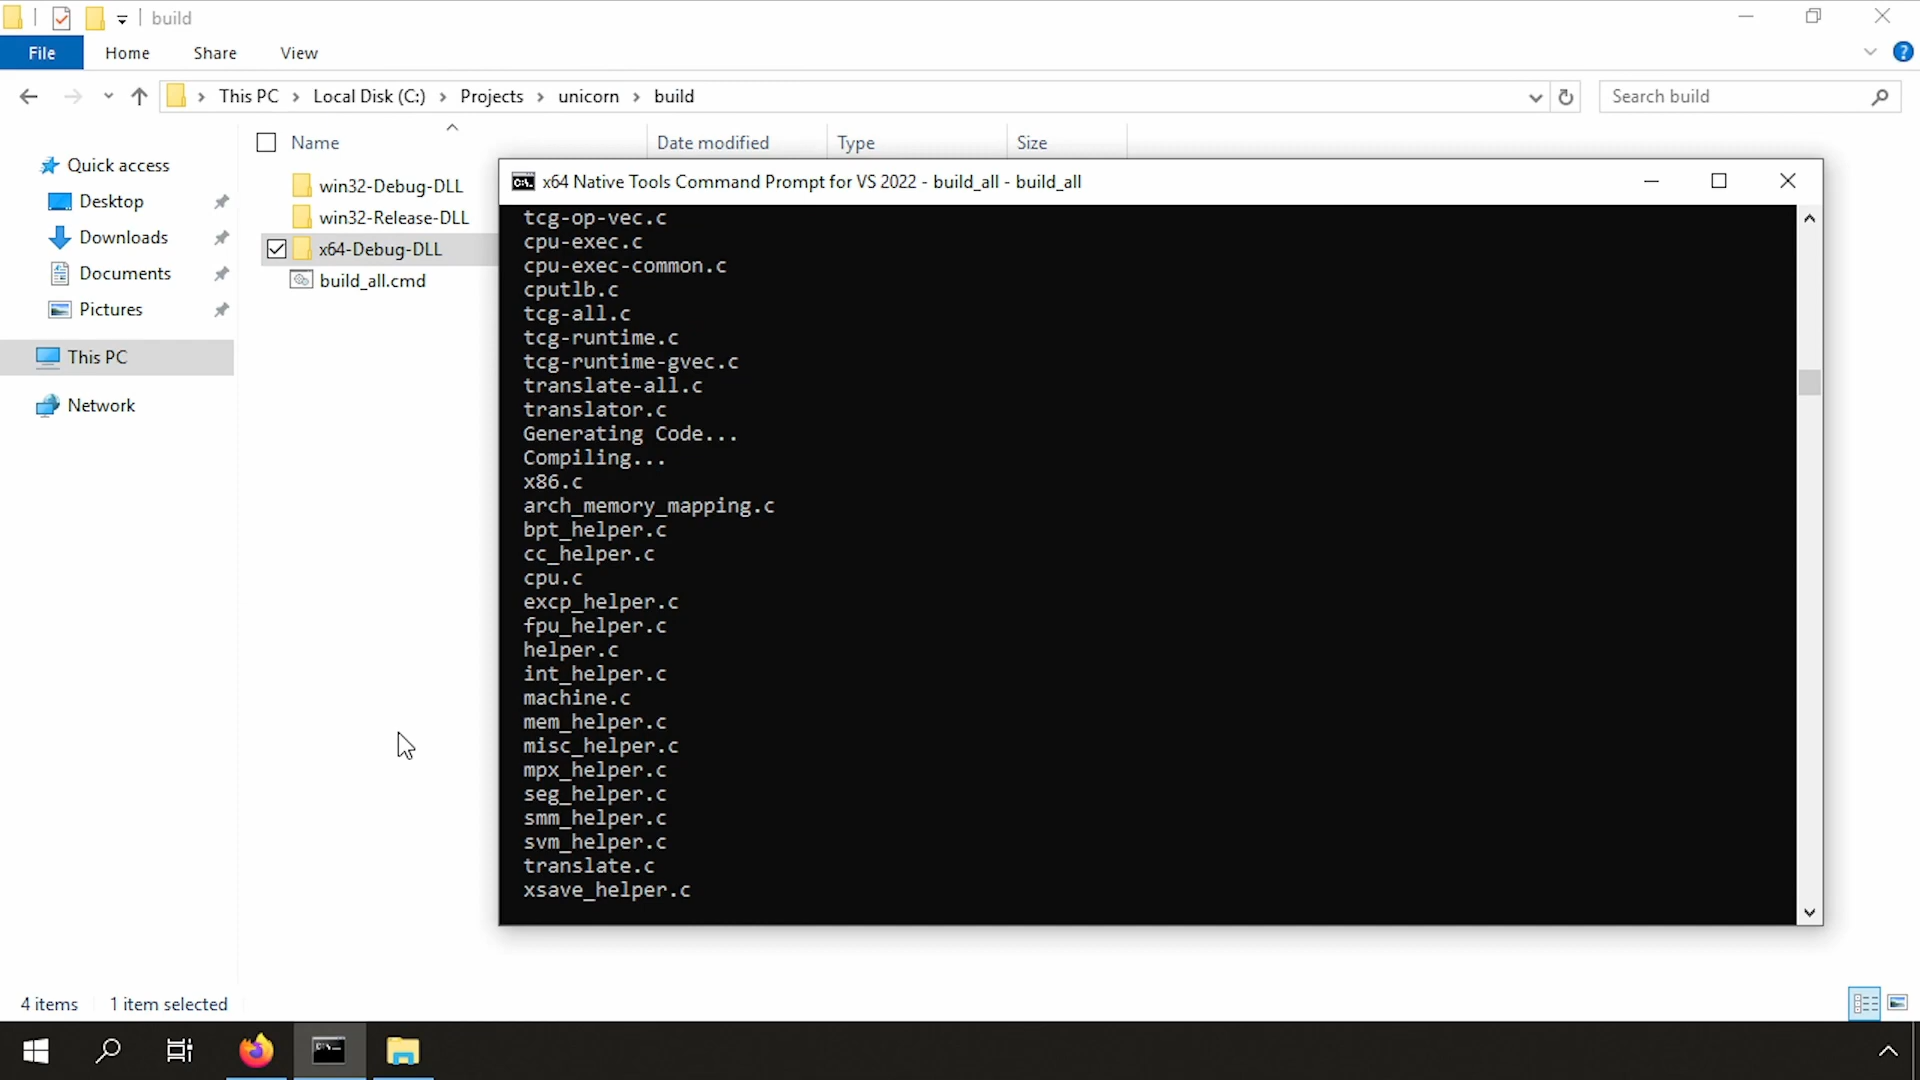 build
File Home Share View
This PC Local Disk (C:) Projects unicorn build
Search build
Name Date modified Type Size
Quick access
Desktop
Downloads
Documents
Pictures
This PC
Network
win32-Debug-DLL
win32-Release-DLL
x64-Debug-DLL
build_all.cmd
x64 Native Tools Command Prompt for VS 2022 - build_all - build_all
tcg-op-vec.c
cpu-exec.c
cpu-exec-common.c
cputlb.c
tcg-all.c
tcg-runtime.c
tcg-runtime-gvec.c
translate-all.c
translator.c
Generating Code...
Compiling...
x86.c
arch_memory_mapping.c
bpt_helper.c
cc_helper.c
cpu.c
excp_helper.c
fpu_helper.c
helper.c
int_helper.c
machine.c
mem_helper.c
misc_helper.c
mpx_helper.c
seg_helper.c
smm_helper.c
svm_helper.c
translate.c
xsave_helper.c
4 items 1 item selected